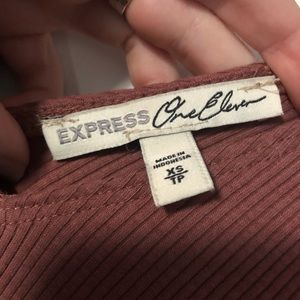 EXPRESS One Eleven
MADE IN
INDONESIA
XS
TP